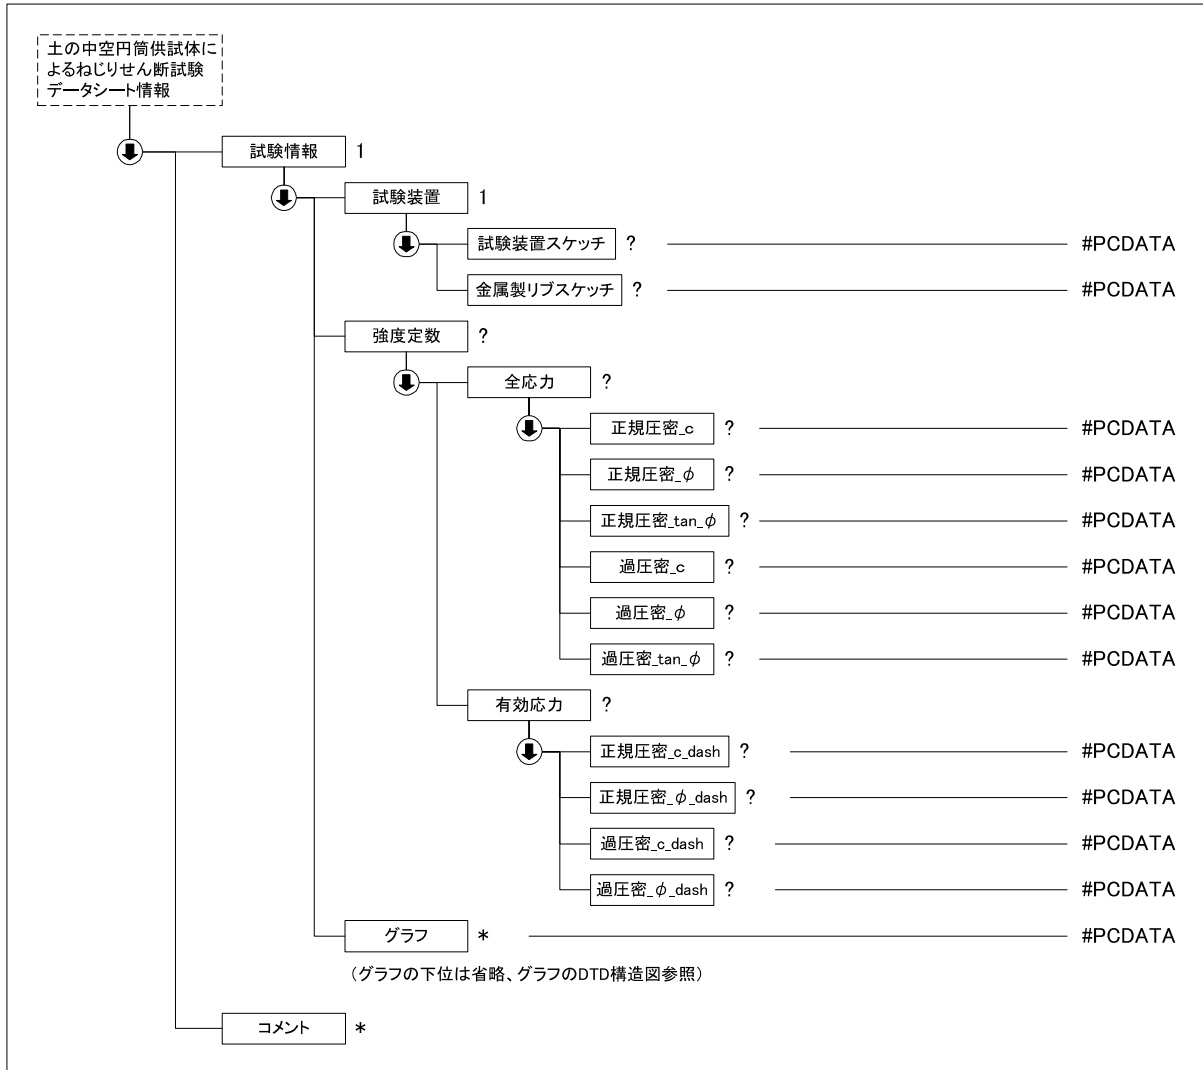 土の中空円筒供試体に
よるねじりせん断試験
データシート情報
試験情報 1
試験装置 1
試験装置スケッチ ? #PCDATA
金属製リブスケッチ ? #PCDATA
強度定数 ?
全応力 ?
正規圧密_c ? #PCDATA
正規圧密_φ ? #PCDATA
正規圧密_tan_φ ? #PCDATA
過圧密_c ? #PCDATA
過圧密_φ ? #PCDATA
過圧密_tan_φ ? #PCDATA
有効応力 ?
正規圧密_c_dash ? #PCDATA
正規圧密_φ_dash ? #PCDATA
過圧密_c_dash ? #PCDATA
過圧密_φ_dash ? #PCDATA
グラフ * #PCDATA
（グラフの下位は省略、グラフのDTD構造図参照）
コメント *